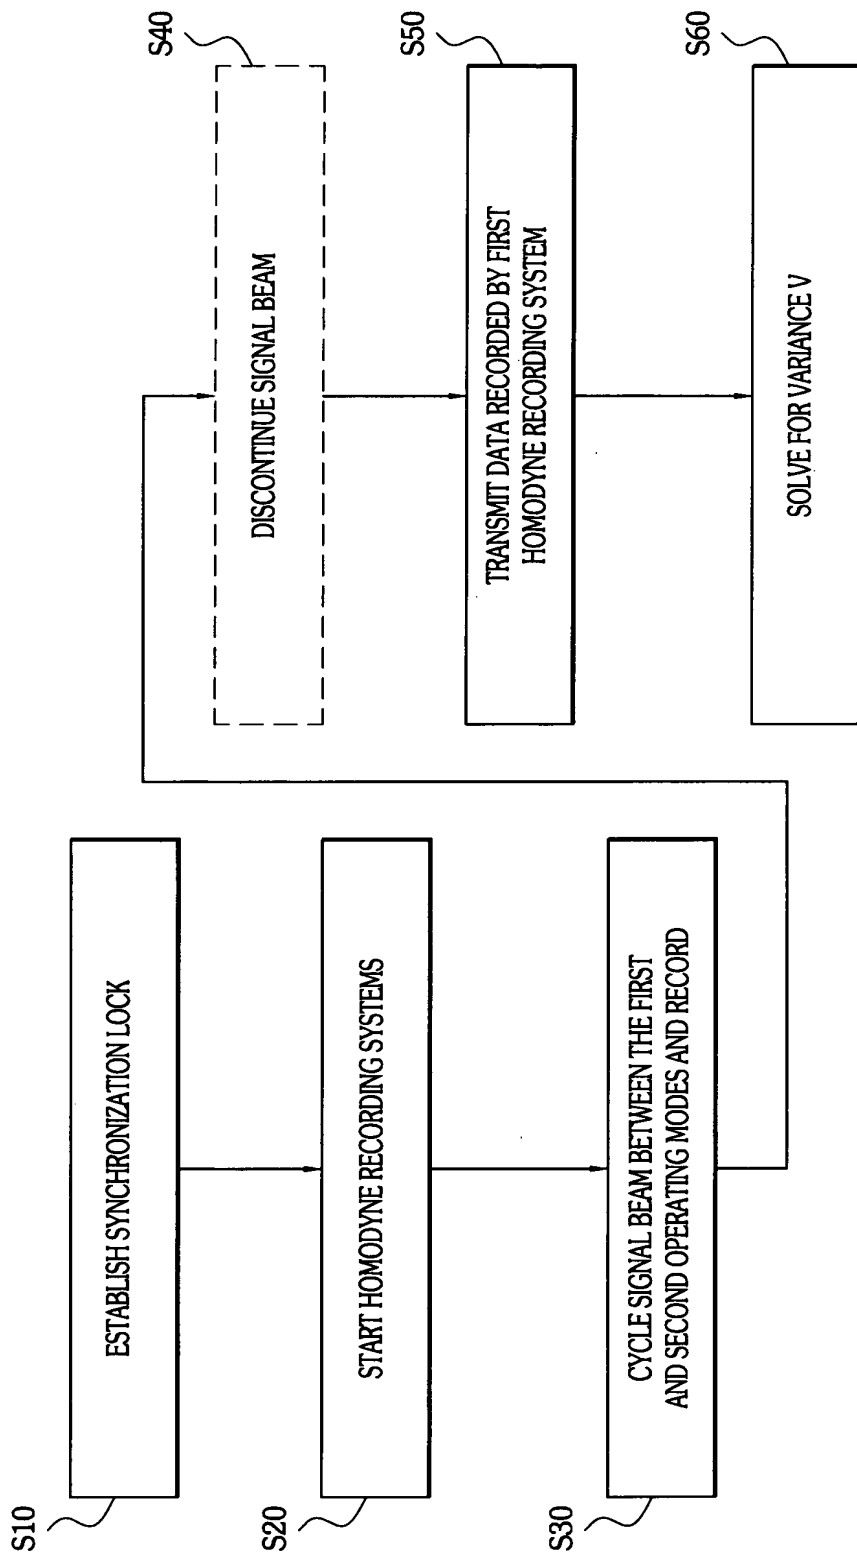 S10
ESTABLISH SYNCHRONIZATION LOCK
S20
START HOMODYNE RECORDING SYSTEMS
S30
CYCLE SIGNAL BEAM BETWEEN THE FIRST
AND SECOND OPERATING MODES AND RECORD
S40
DISCONTINUE SIGNAL BEAM
S50
TRANSMIT DATA RECORDED BY FIRST
HOMODYNE RECORDING SYSTEM
S60
SOLVE FOR VARIANCE V